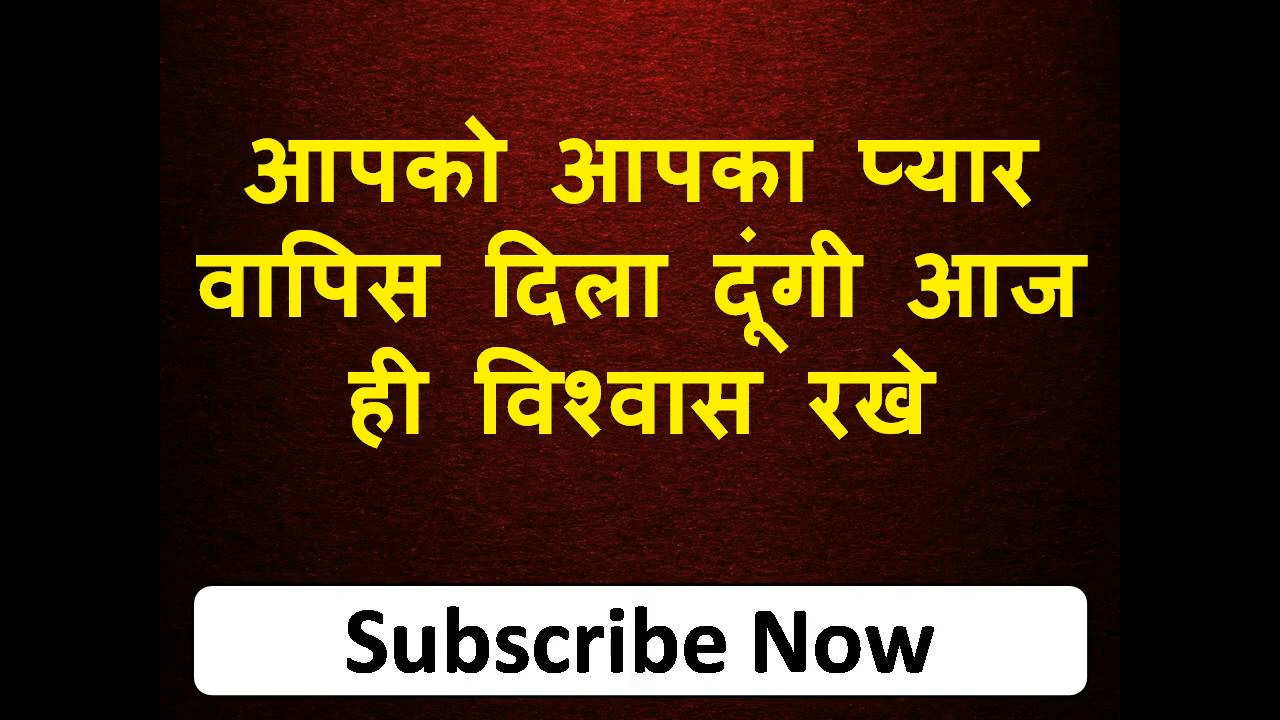 आपको आपका प्यार
वापिस दिला दूंगी आज
ही विश्वास रखे
Subscribe Now